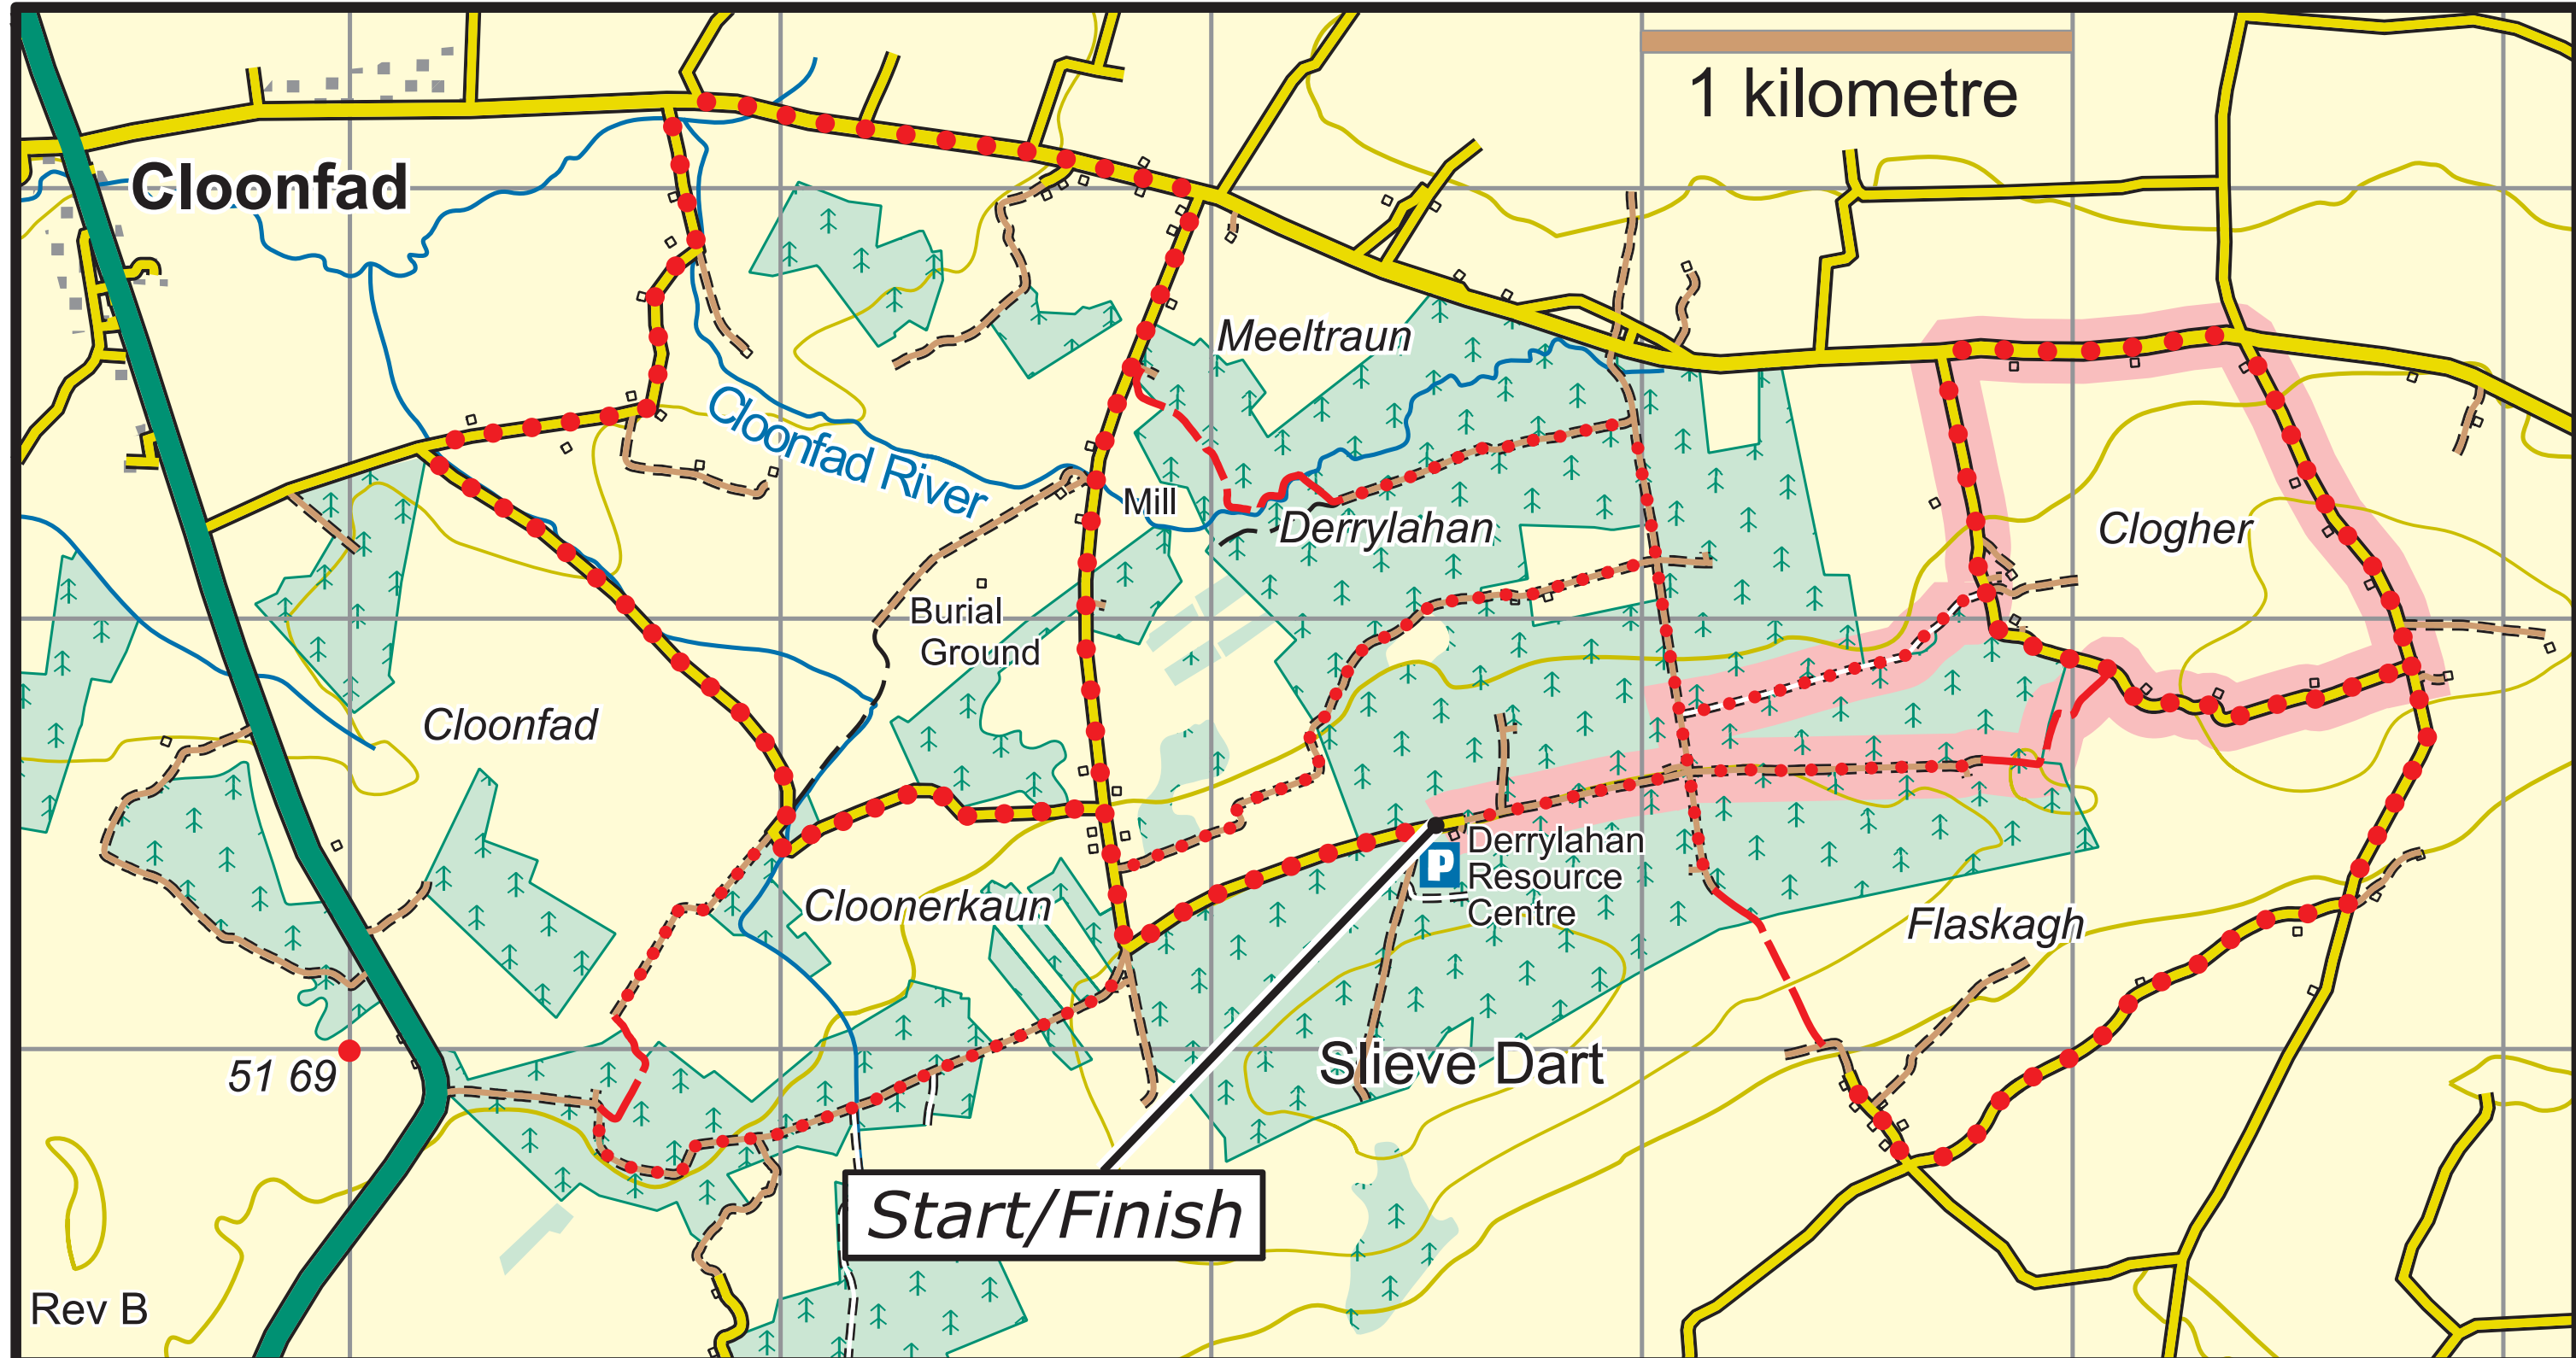 1 kilometre
Cloonfad
Meeltraun
Cloonfad River
Mill
Derrylahan
Clogher
Burial
Ground
Cloonfad
P
Derrylahan
Resource
Centre
Cloonerkaun
Flaskagh
51 69
Slieve Dart
Start/Finish
Rev B